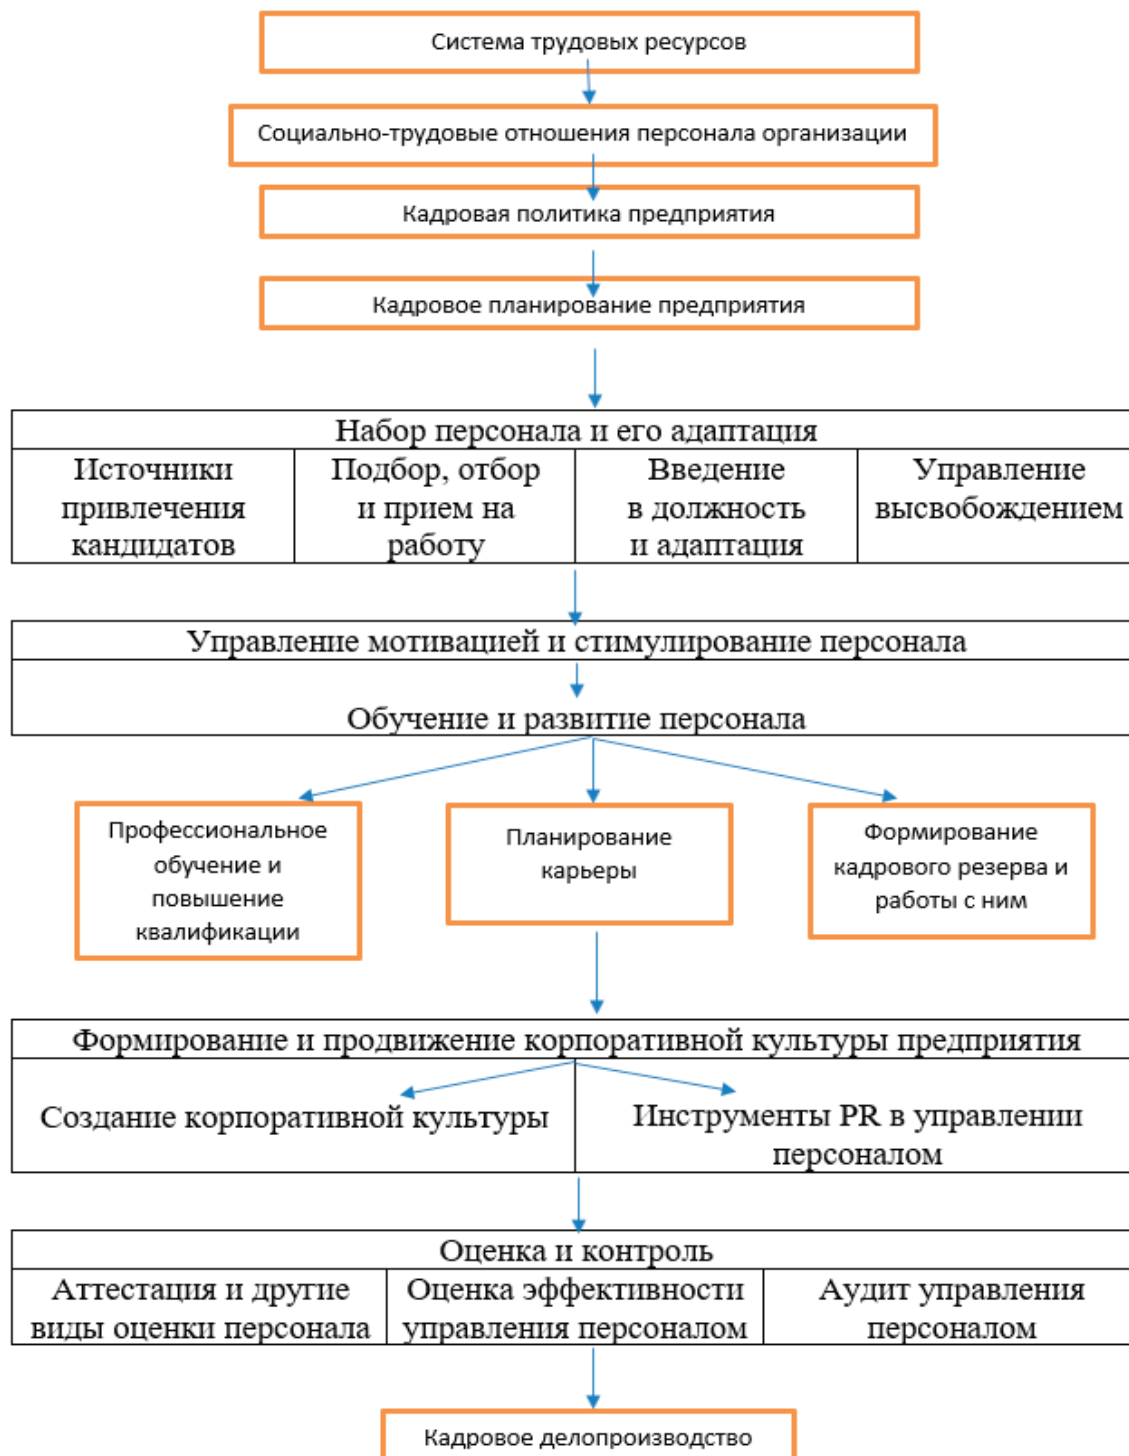 Система трудовых ресурсов
Социально-трудовые отношения персонала организации
Кадровая политика предприятия
Кадровое планирование предприятия
Набор персонала и его адаптация
Источники
привлечения
кандидатов
Подбор, отбор
и прием на
работу
Введение
в должность
и адаптация
Управление
высвобождением
Управление мотивацией и стимулирование персонала
Обучение и развитие персонала
Профессиональное
обучение и
повышение
квалификации
Планирование
карьеры
Формирование
кадрового резерва и
работы с ним
Формирование и продвижение корпоративной культуры предприятия
Создание корпоративной культуры
Инструменты PR в управлении
персоналом
Оценка и контроль
Аттестация и другие
виды оценки персонала
Оценка эффективности
управления персоналом
Аудит управления
персоналом
Кадровое делопроизводство